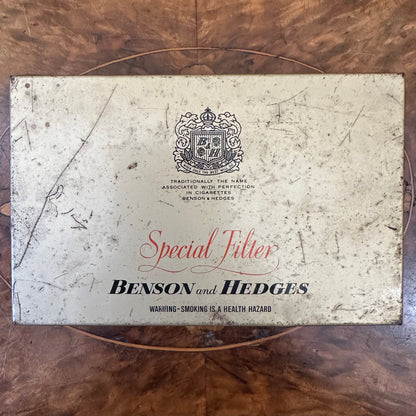 B H
TRADITIONALLY THE NAME
ASSOCIATED WITH PERFECTION
IN CIGARETTES
BENSON & HEDGES
Special Filter
BENSON and HEDGES
WARNING-SMOKING IS A HEALTH HAZARD